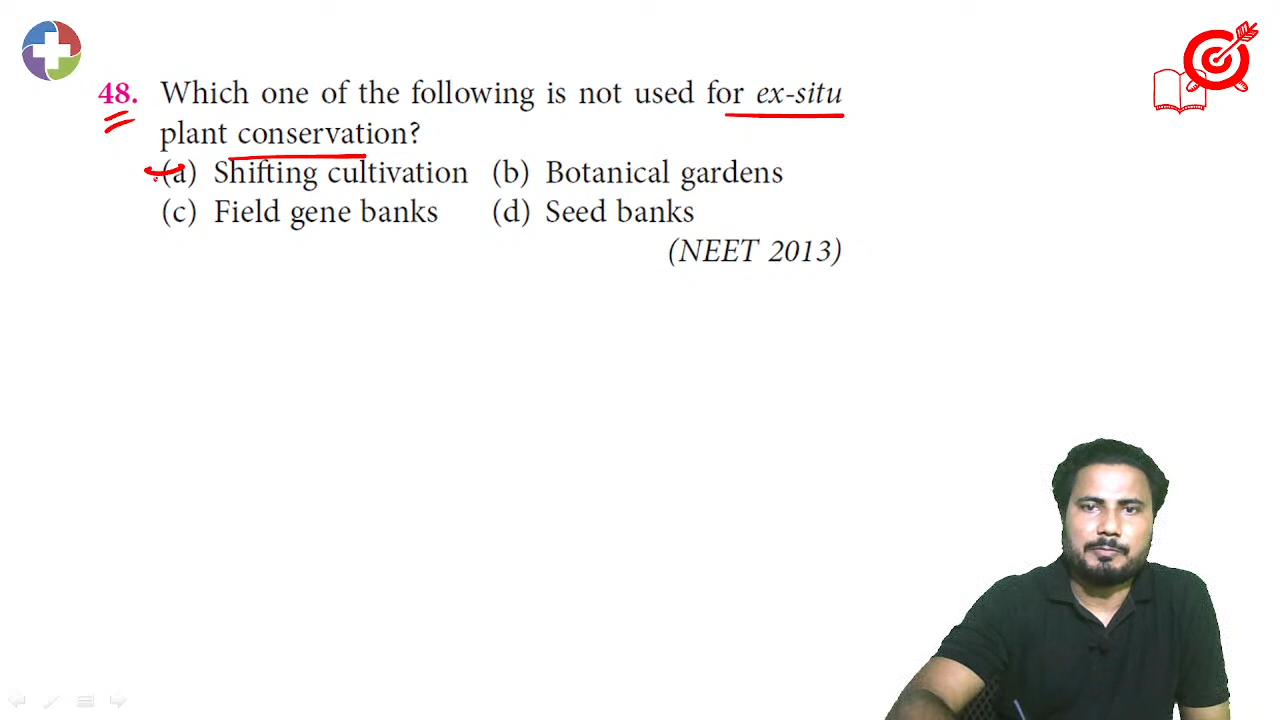 48. Which one of the following is not used for ex-situ
plant conservation?
(a) Shifting cultivation (b) Botanical gardens
(c) Field gene banks (d) Seed banks
(NEET 2013)